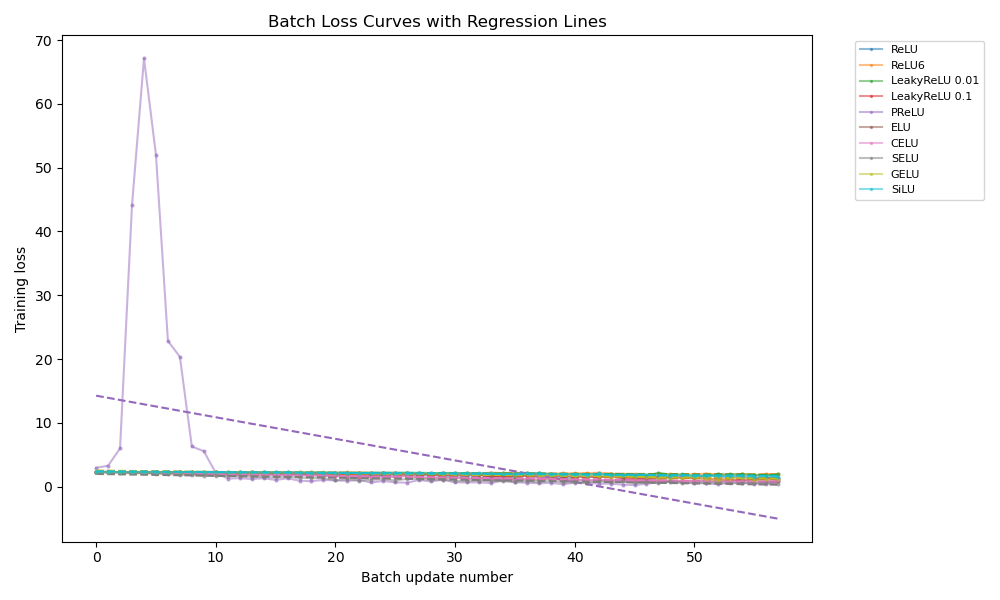 Batch Loss Curves with Regression Lines
Training loss
70
60
50
40
30
20
10
0
0
10
20
30
40
50
Batch update number
ReLU
ReLU6
LeakyReLU 0.01
LeakyReLU 0.1
PReLU
ELU
CELU
SELU
GELU
SiLU